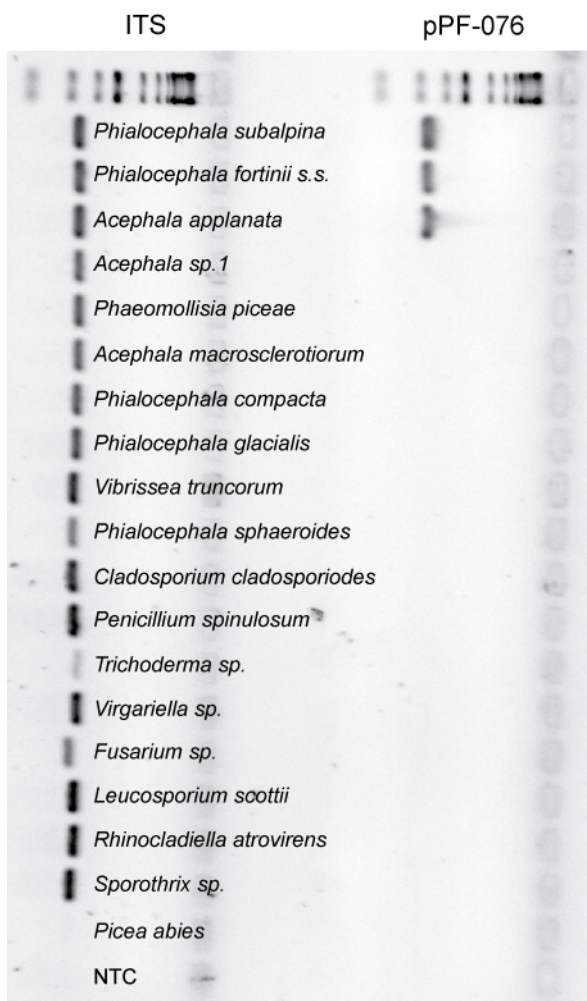 ITS pPF-076
Phialocephala subalpina
Phialocephala fortinii s.s.
Acephala applanata
Acephala sp.1
Phaeomollisia piceae
Acephala macrosclerotiorum
Phialocephala compacta
Phialocephala glacialis
Vibrissea truncorum
Phialocephala sphaeroides
Cladosporium cladosporiodes
Penicillium spinulosum
Trichoderma sp.
Virgariella sp.
Fusarium sp.
Leucosporium scottii
Rhinocladiella atrovirens
Sporothrix sp.
Picea abies
NTC